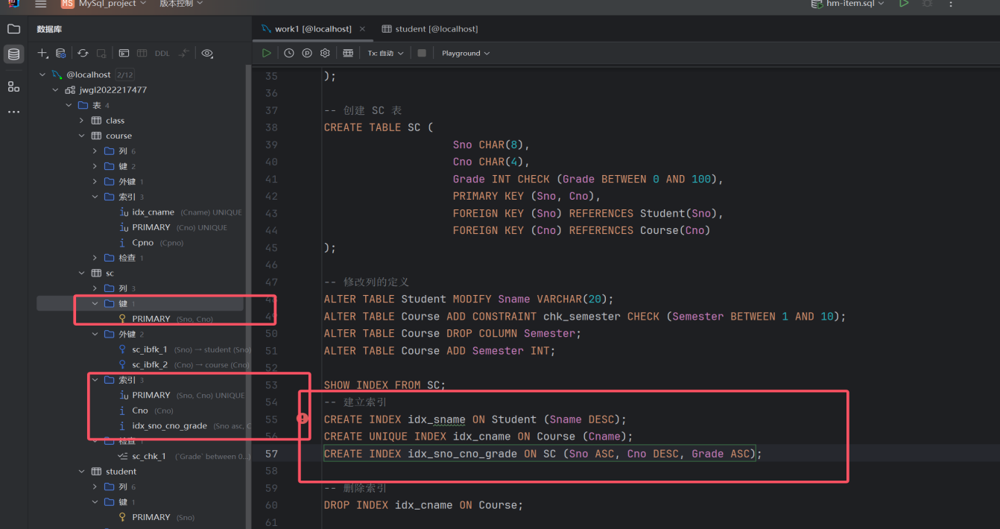 MS MySql_project 版本控制 hm-item.sql
数据库
work1 [@localhost] student [@localhost]
DDL
Tx: 自动 Playground
@localhost 2/12
jwgl2022217477
表 4
class
course
列 6
键 2
外键 1
索引 3
idx_cname (Cname) UNIQUE
PRIMARY (Cno) UNIQUE
Cpno (Cpno)
检查 1
sc
列 3
键 1
PRIMARY (Sno, Cno)
外键 2
sc_ibfk_1 (Sno) → student (Sno)
sc_ibfk_2 (Cno) → course (Cno)
索引 3
PRIMARY (Sno, Cno) UNIQUE
Cno (Cno)
idx_sno_cno_grade (Sno asc, C
检查 1
sc_chk_1 (`Grade` between 0...)
student
列 6
键 1
PRIMARY (Sno)
35 );
36
37 -- 创建 SC 表
38 CREATE TABLE SC (
39 Sno CHAR(8),
40 Cno CHAR(4),
41 Grade INT CHECK (Grade BETWEEN 0 AND 100),
42 PRIMARY KEY (Sno, Cno),
43 FOREIGN KEY (Sno) REFERENCES Student(Sno),
44 FOREIGN KEY (Cno) REFERENCES Course(Cno)
45 );
46
47 -- 修改列的定义
48 ALTER TABLE Student MODIFY Sname VARCHAR(20);
49 ALTER TABLE Course ADD CONSTRAINT chk_semester CHECK (Semester BETWEEN 1 AND 10);
50 ALTER TABLE Course DROP COLUMN Semester;
51 ALTER TABLE Course ADD Semester INT;
52
53 SHOW INDEX FROM SC;
54 -- 建立索引
55 CREATE INDEX idx_sname ON Student (Sname DESC);
56 CREATE UNIQUE INDEX idx_cname ON Course (Cname);
57 CREATE INDEX idx_sno_cno_grade ON SC (Sno ASC, Cno DESC, Grade ASC);
58
59 -- 删除索引
60 DROP INDEX idx_cname ON Course;
61